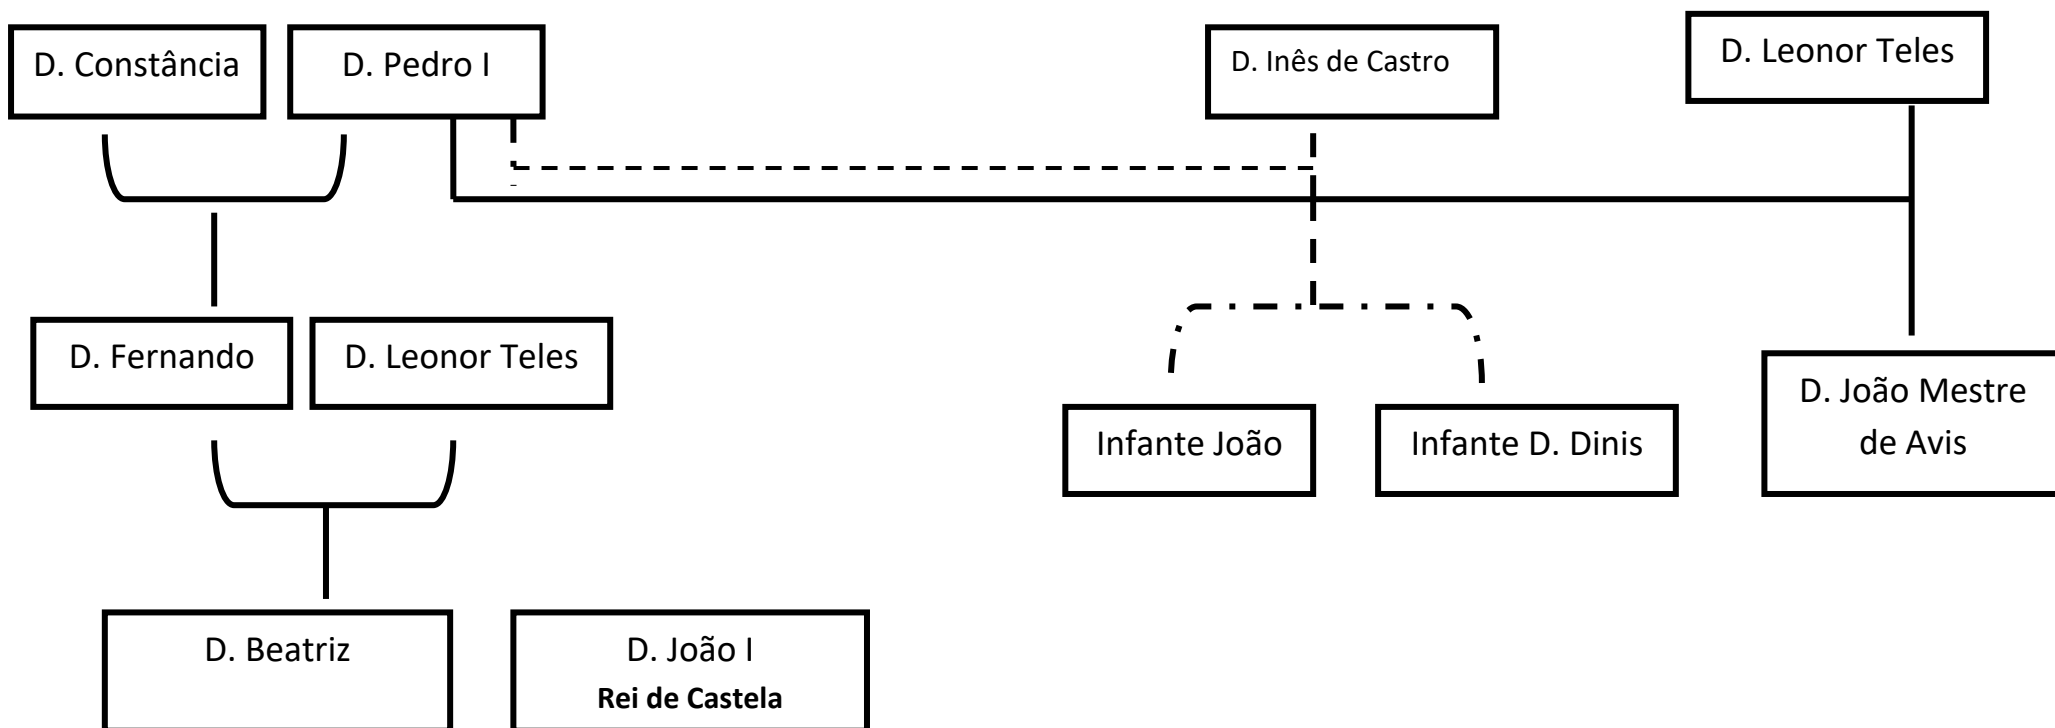 D. Constância
D. Pedro I
D. Inês de Castro
D. Leonor Teles
D. Fernando
D. Leonor Teles
Infante João
Infante D. Dinis
D. João Mestre
de Avis
D. Beatriz
D. João I
Rei de Castela